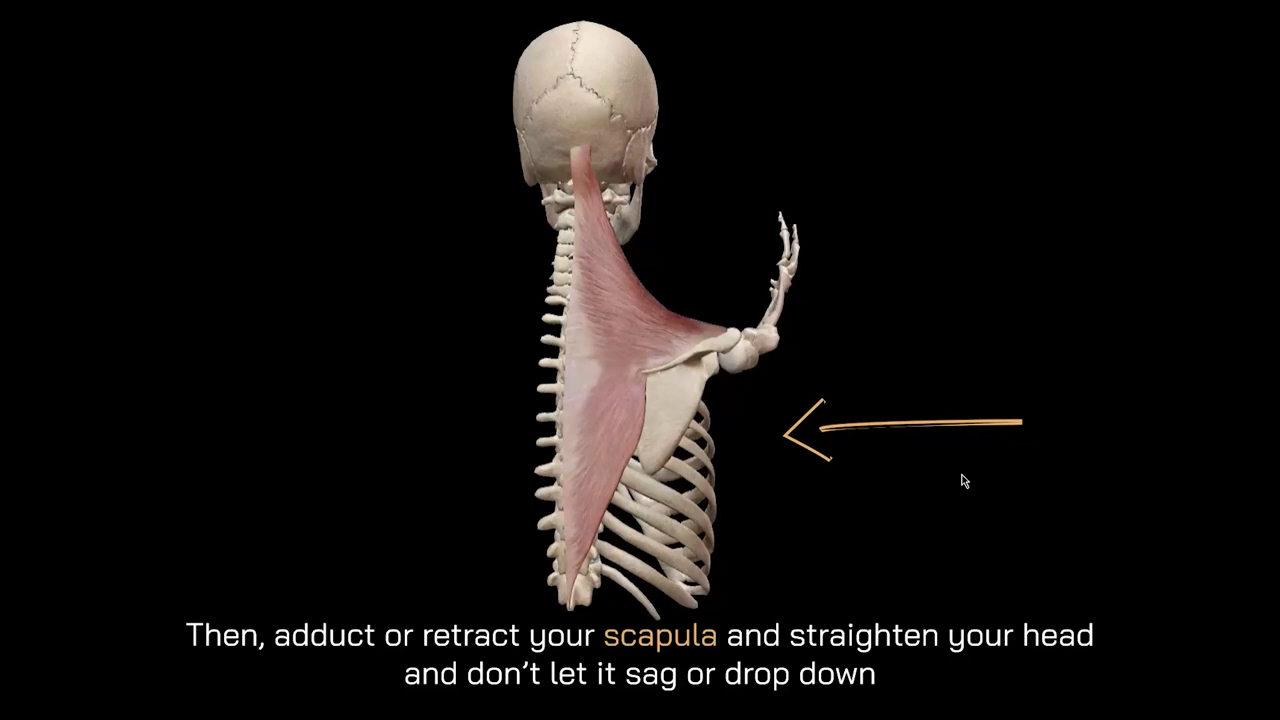 Then, adduct or retract your scapula and straighten your head
and don't let it sag or drop down